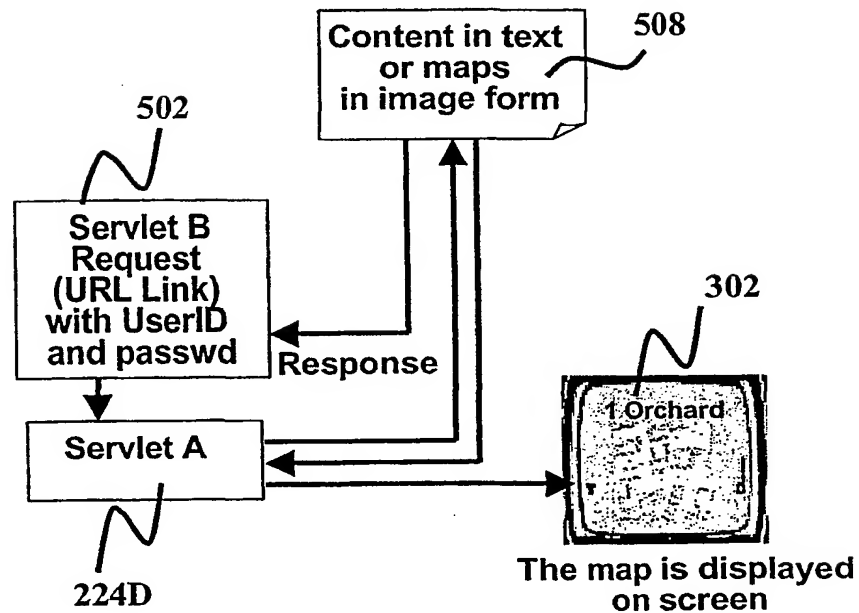 Content in text
or maps
in image form
508
502
Servlet B
Request
(URL Link)
with UserID
and passwd
Response
302
1 Orchard
Servlet A
224D
The map is displayed
on screen